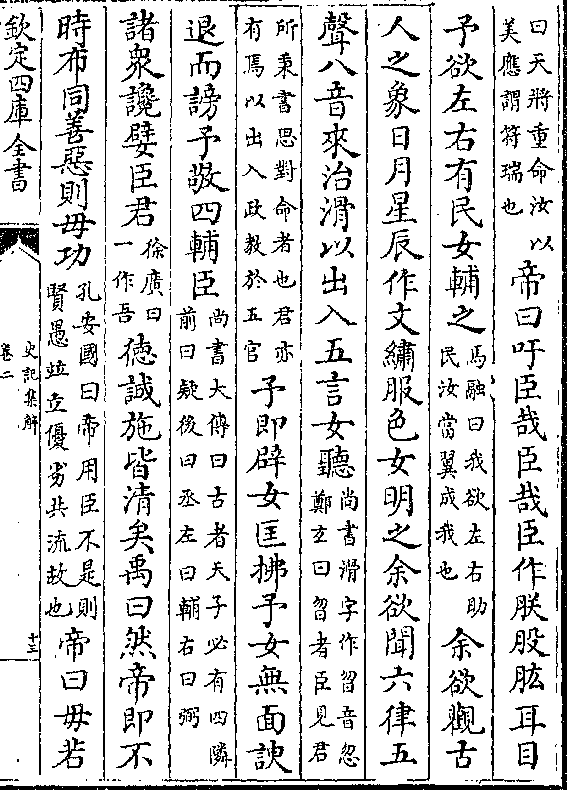 曰天將重命汝以
美應謂符瑞也
帝曰吁臣哉臣哉臣作朕股肱耳目
予欲左右有民女輔之
馬融曰我欲左右助
民汝當翼成我也
余欲觀古
人之象日月星辰作文繡服色女明之余欲聞六律五
聲八音來治滑以出入五言女聽
尚書滑字作曶音忽
鄭玄曰曶者臣見君
所秉書思對命者也君亦
有焉以出入政教於五官
予即辟女匡拂予女無面諛
退而謗予敬四輔臣
尚書大傳曰古者天子必有四隣
前曰疑後曰丞左曰輔右曰弼
諸衆讒嬖臣君
徐廣曰
一作吾
徳誠施皆清矣禹曰然帝即不
時布同善惡則毋功
孔安國曰帝用臣不是則
賢愚竝立優劣共流故也
帝曰毋若
欽定四庫全書
史記集解
卷二
十三